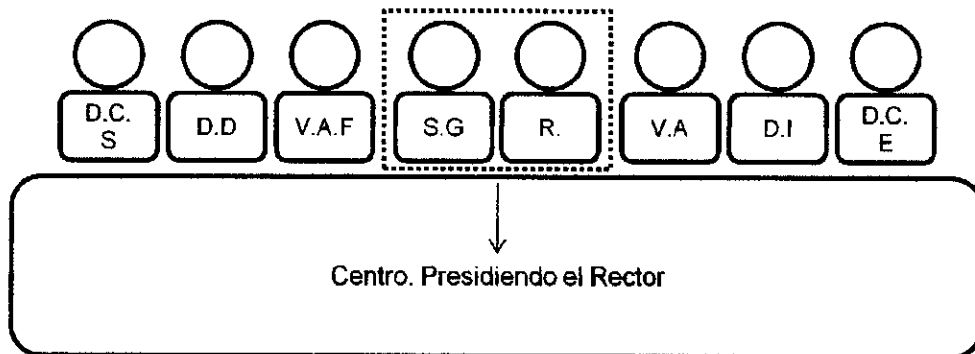 D.C.
S
D.D
V.A.F
S.G
R.
V.A
D.I
D.C.
E
Centro. Presidiendo el Rector